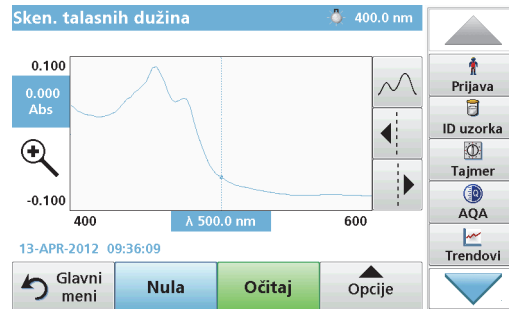 Sken. talasnih dužina
400.0 nm
0.100
0.000
Abs
-0.100
400
λ 500.0 nm
600
13-APR-2012 09:36:09
Glavni
meni
Nula
Očitaj
Opcije
Prijava
ID uzorka
Tajmer
AQA
Trendovi